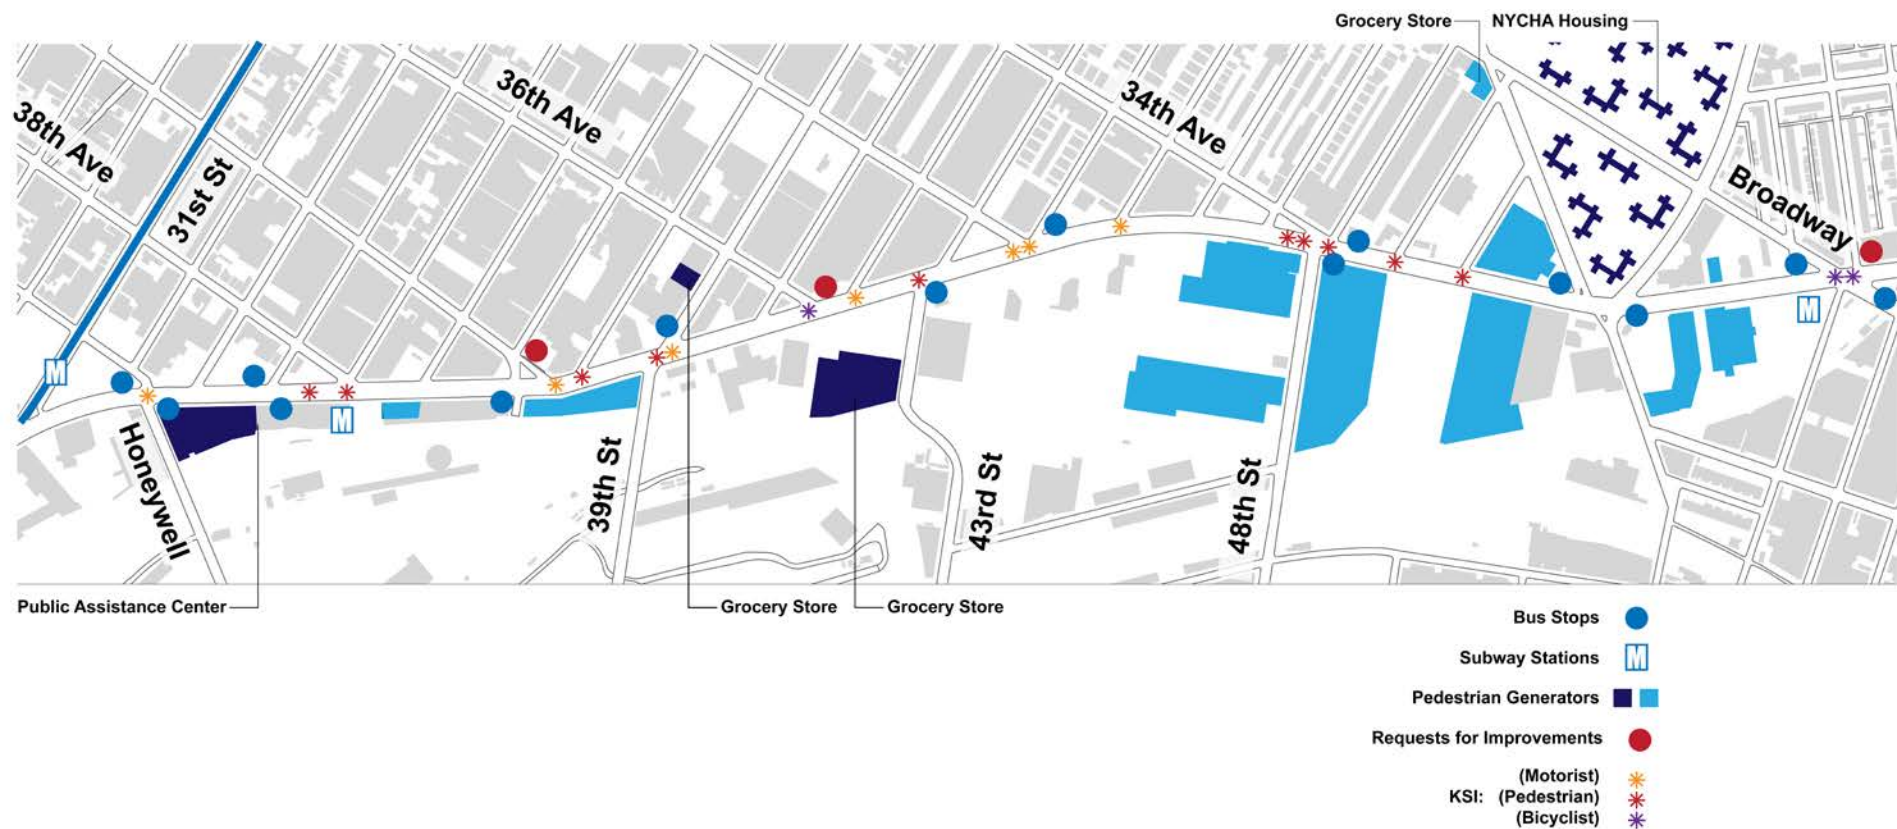 Grocery Store
NYCHA Housing
38th Ave
31st St
36th Ave
34th Ave
Broadway
M
M
M
Honeywell
39th St
43rd St
48th St
Public Assistance Center
Grocery Store
Grocery Store
Bus Stops
Subway Stations M
Pedestrian Generators
Requests for Improvements
(Motorist)
KSI: (Pedestrian)
(Bicyclist)